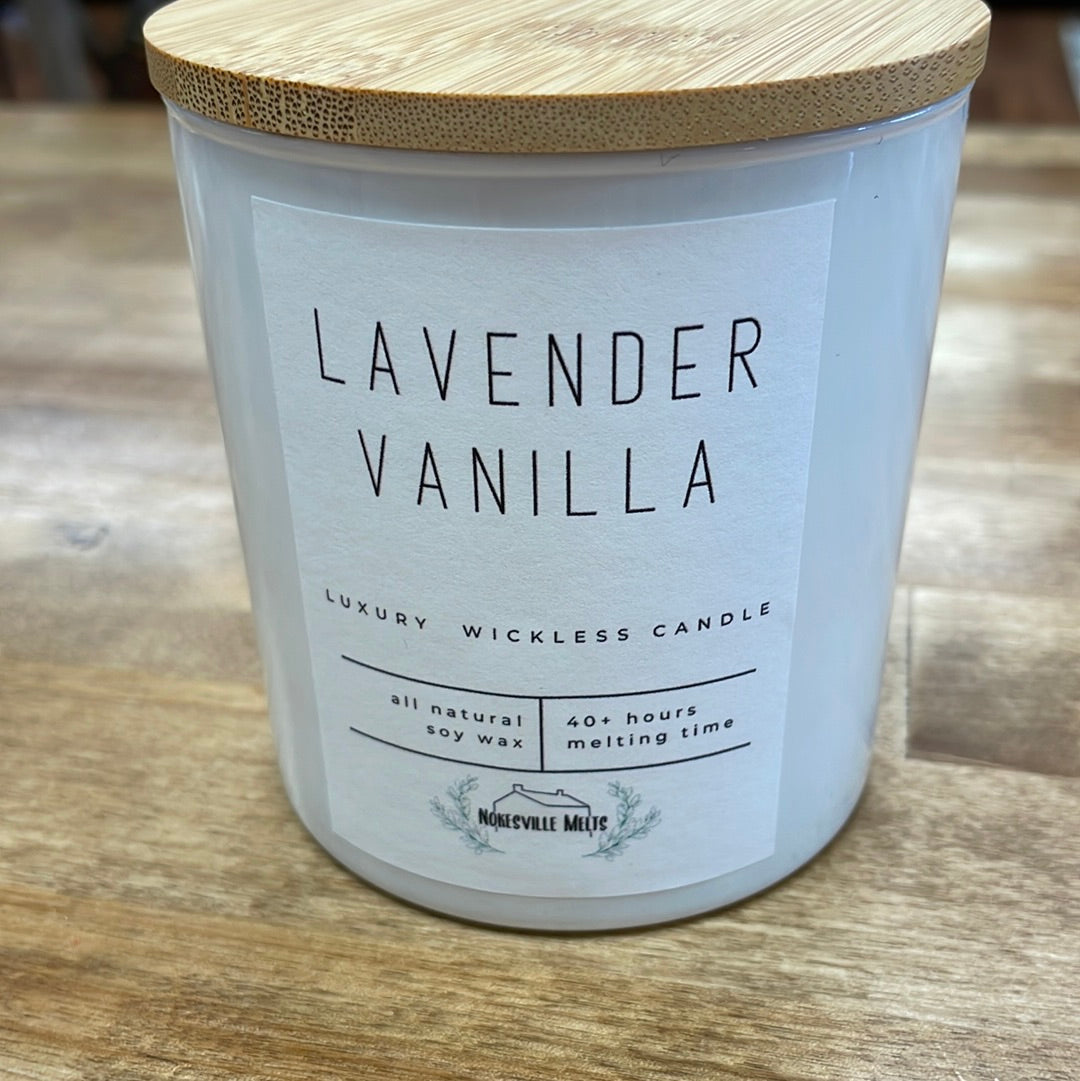 LAVENDER
VANILLA
LUXURY WICKLESS CANDLE
all natural
soy wax
40+ hours
melting time
NOKESVILLE MELTS